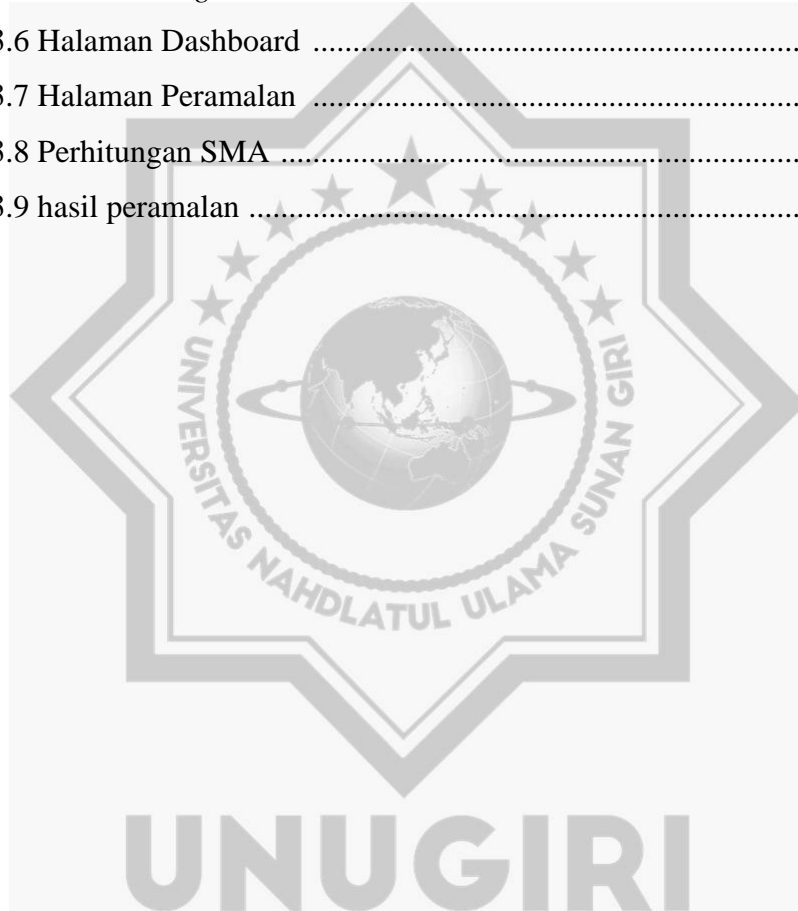 3.6 Halaman Dashboard ................................................................
3.7 Halaman Peramalan ................................................................
3.8 Perhitungan SMA ....................................................................
3.9 hasil peramalan ........................................................................
UNIVERSITAS NAHDLATUL ULAMA SUNAN GIRI
UNUGIRI